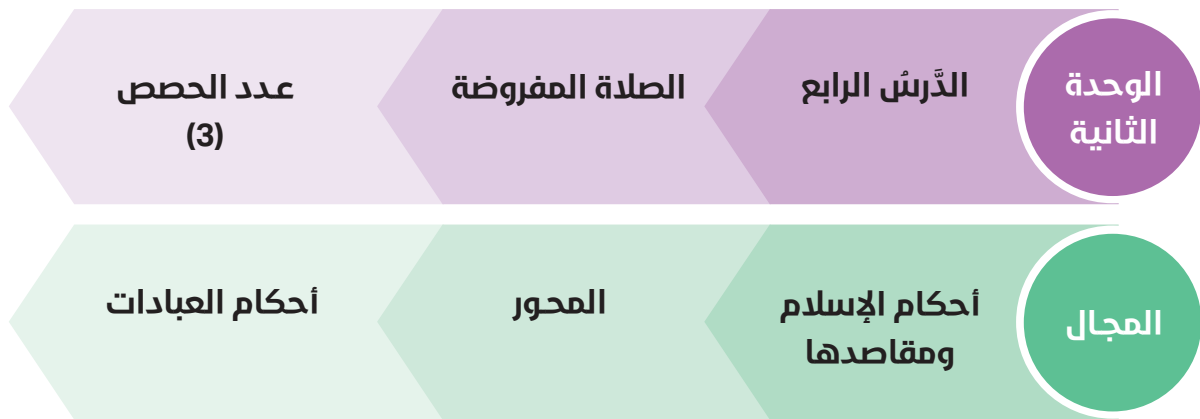 الوحدة
الثانية
الدَّرسُ الرابع
الصلاة المفروضة
عدد الحصص
(3)
المجال
أحكام الإسلام
ومقاصدها
المحور
أحكام العبادات